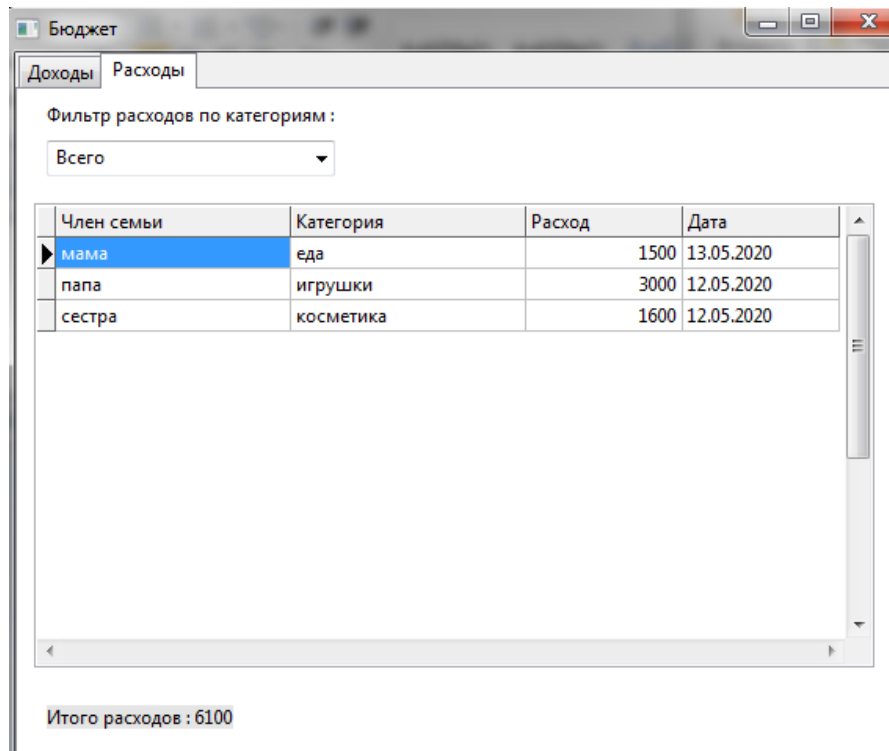 Бюджет
Доходы Расходы
Фильтр расходов по категориям :
Всего
Член семьи Категория Расход Дата
мама еда 1500 13.05.2020
папа игрушки 3000 12.05.2020
сестра косметика 1600 12.05.2020
Итого расходов : 6100